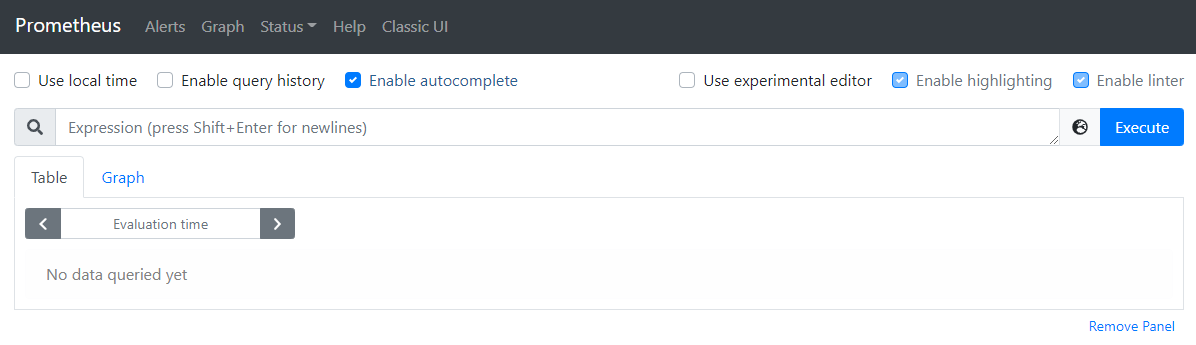 Prometheus Alerts Graph Status Help Classic UI
Use local time Enable query history Enable autocomplete Use experimental editor Enable highlighting Enable linter
Expression (press Shift+Enter for newlines) Execute
Table Graph
Evaluation time
No data queried yet
Remove Panel